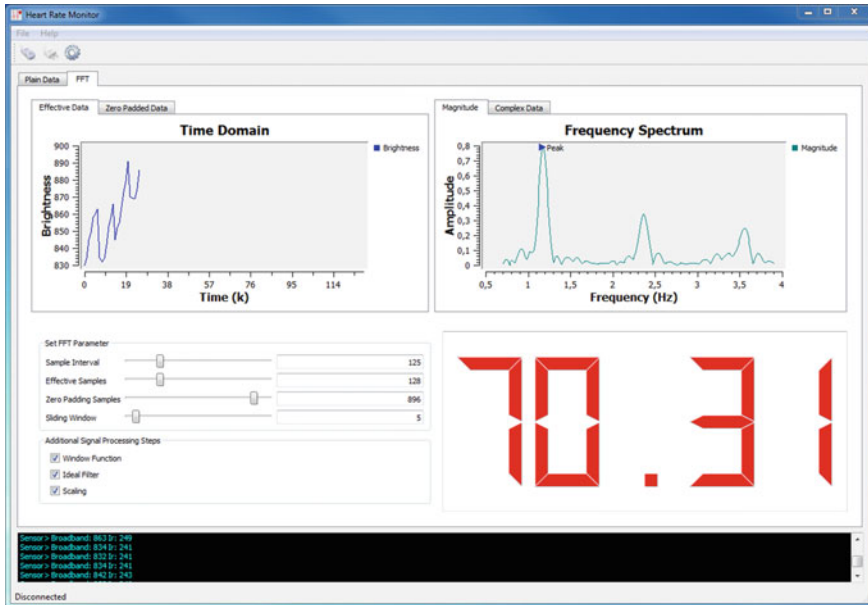 Heart Rate Monitor
File Help
Plain Data FFT
Effective Data Zero Padded Data
Time Domain
Brightness
900
890
880
870
860
850
840
830
Brightness
0 19 38 57 76 95 114
Time (k)
Magnitude Complex Data
Frequency Spectrum
Peak
Magnitude
0,8
0,7
0,6
0,5
0,4
0,3
0,2
0,1
0
Amplitude
0,5 1 1,5 2 2,5 3 3,5 4
Frequency (Hz)
Set FFT Parameter
Sample Interval 125
Effective Samples 128
Zero Padding Samples 896
Sliding Window 5
Additional Signal Processing Steps
Window Function
Ideal Filter
Scaling
70.31
Sensor> Broadband: 863 Ir: 249
Sensor> Broadband: 834 Ir: 241
Sensor> Broadband: 832 Ir: 241
Sensor> Broadband: 834 Ir: 241
Sensor> Broadband: 842 Ir: 243
Disconnected